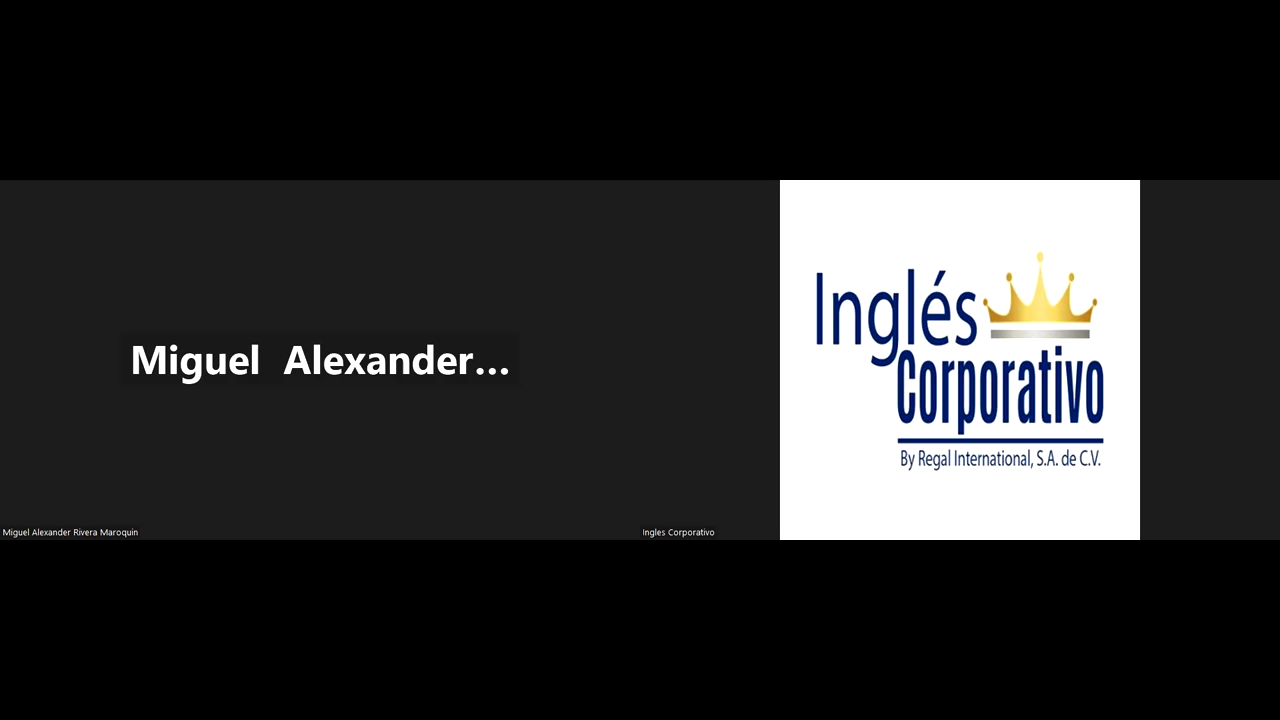 Miguel  Alexander...
Miguel Alexander Rivera Maroquin
Inglés
Corporativo
By Regal International, S.A. de C.V.
Ingles Corporativo